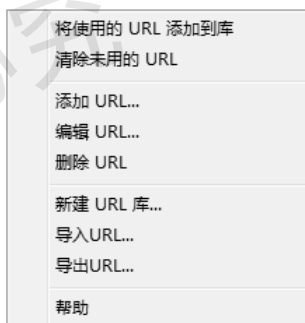 将使用的 URL 添加到库
清除未用的 URL
添加 URL...
编辑 URL...
删除 URL
新建 URL 库...
导入URL...
导出URL...
帮助